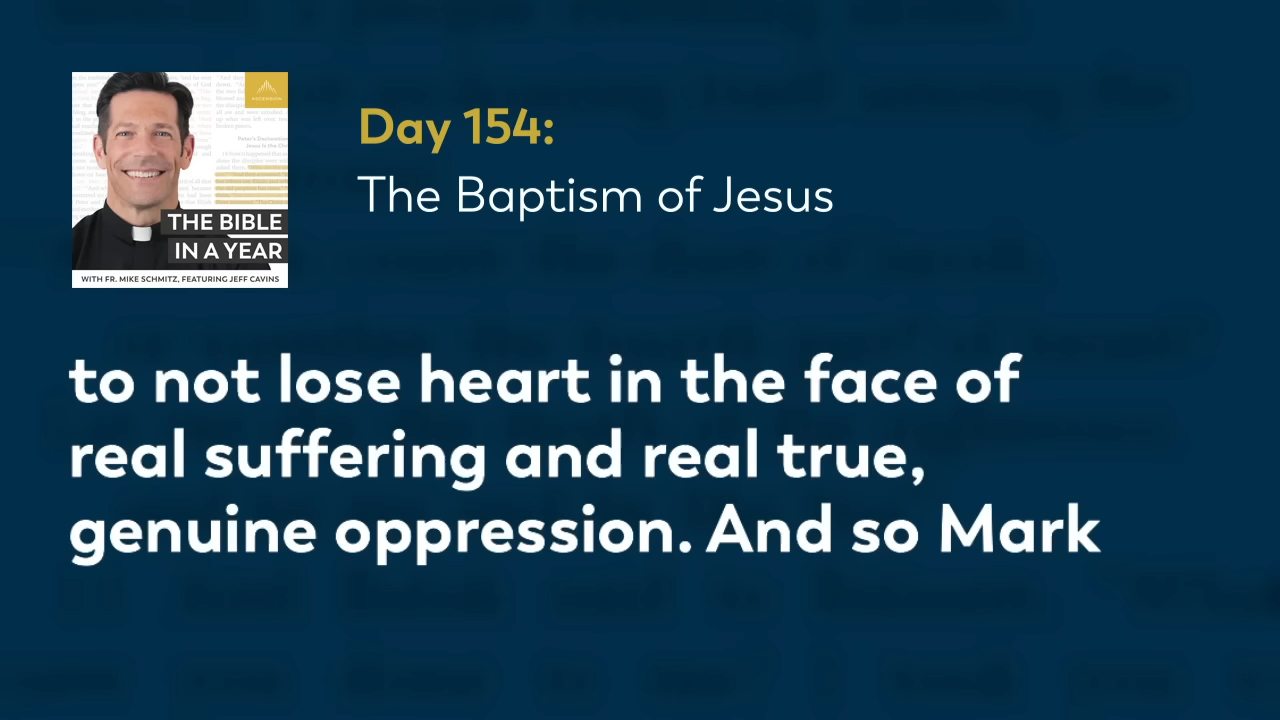 ASCENSION
THE BIBLE
IN A YEAR
WITH FR. MIKE SCHMITZ, FEATURING JEFF CAVINS
Day 154:
The Baptism of Jesus
to not lose heart in the face of
real suffering and real true,
genuine oppression. And so Mark